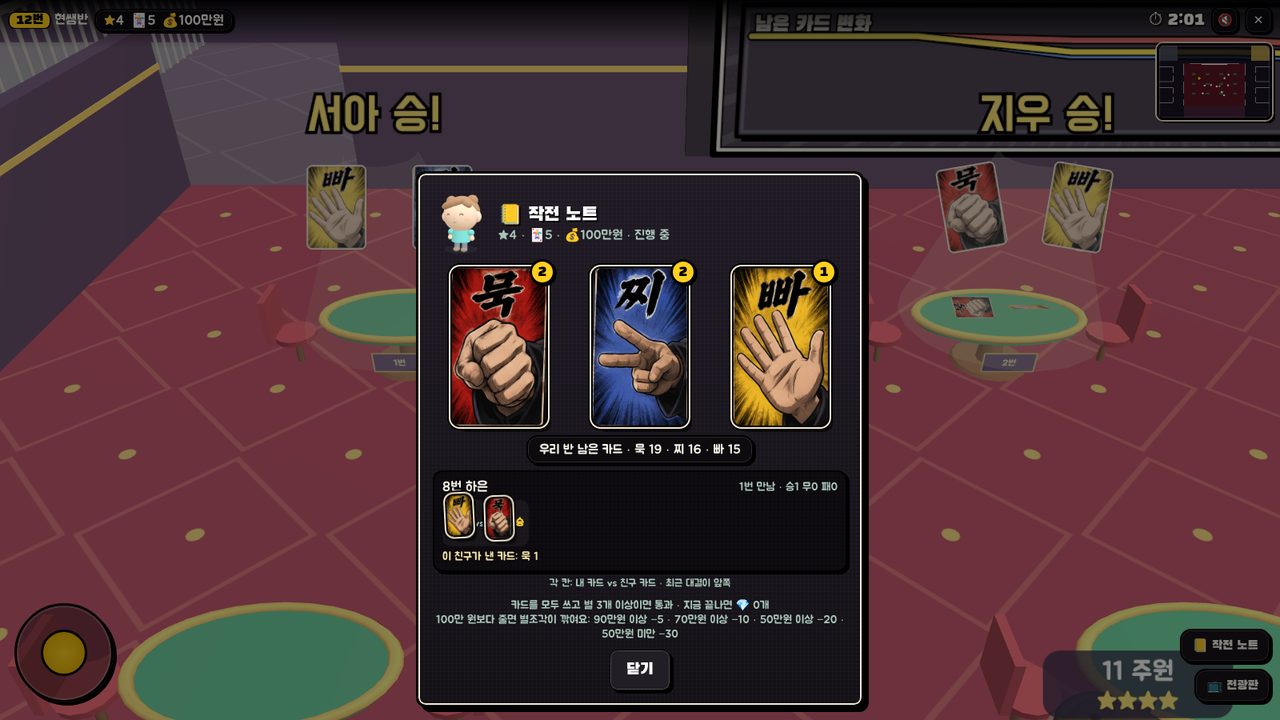 12번 현쌤반 ★4 🃏5 💰100만원
남은 카드 변화
2:01
서아 승!
지우 승!
빠
묵
빠
📒 작전 노트
★4 · 🃏5 · 💰100만원 · 진행 중
묵 2
찌 2
빠 1
1번
2번
우리 반 남은 카드 · 묵 19 · 찌 16 · 빠 15
8번 하은
1번 만남 · 승1 무0 패0
빠 vs 묵 승
이 친구가 낸 카드: 묵 1
각 칸: 내 카드 vs 친구 카드 · 최근 대결이 앞쪽
카드를 모두 쓰고 별 3개 이상이면 통과 · 지금 끝나면 💎 0개
100만 원보다 줄면 별조각이 깎여요: 90만원 이상 −5 · 70만원 이상 −10 · 50만원 이상 −20 ·
50만원 미만 −30
닫기
📒 작전 노트
11 주원
★★★★
📺 전광판